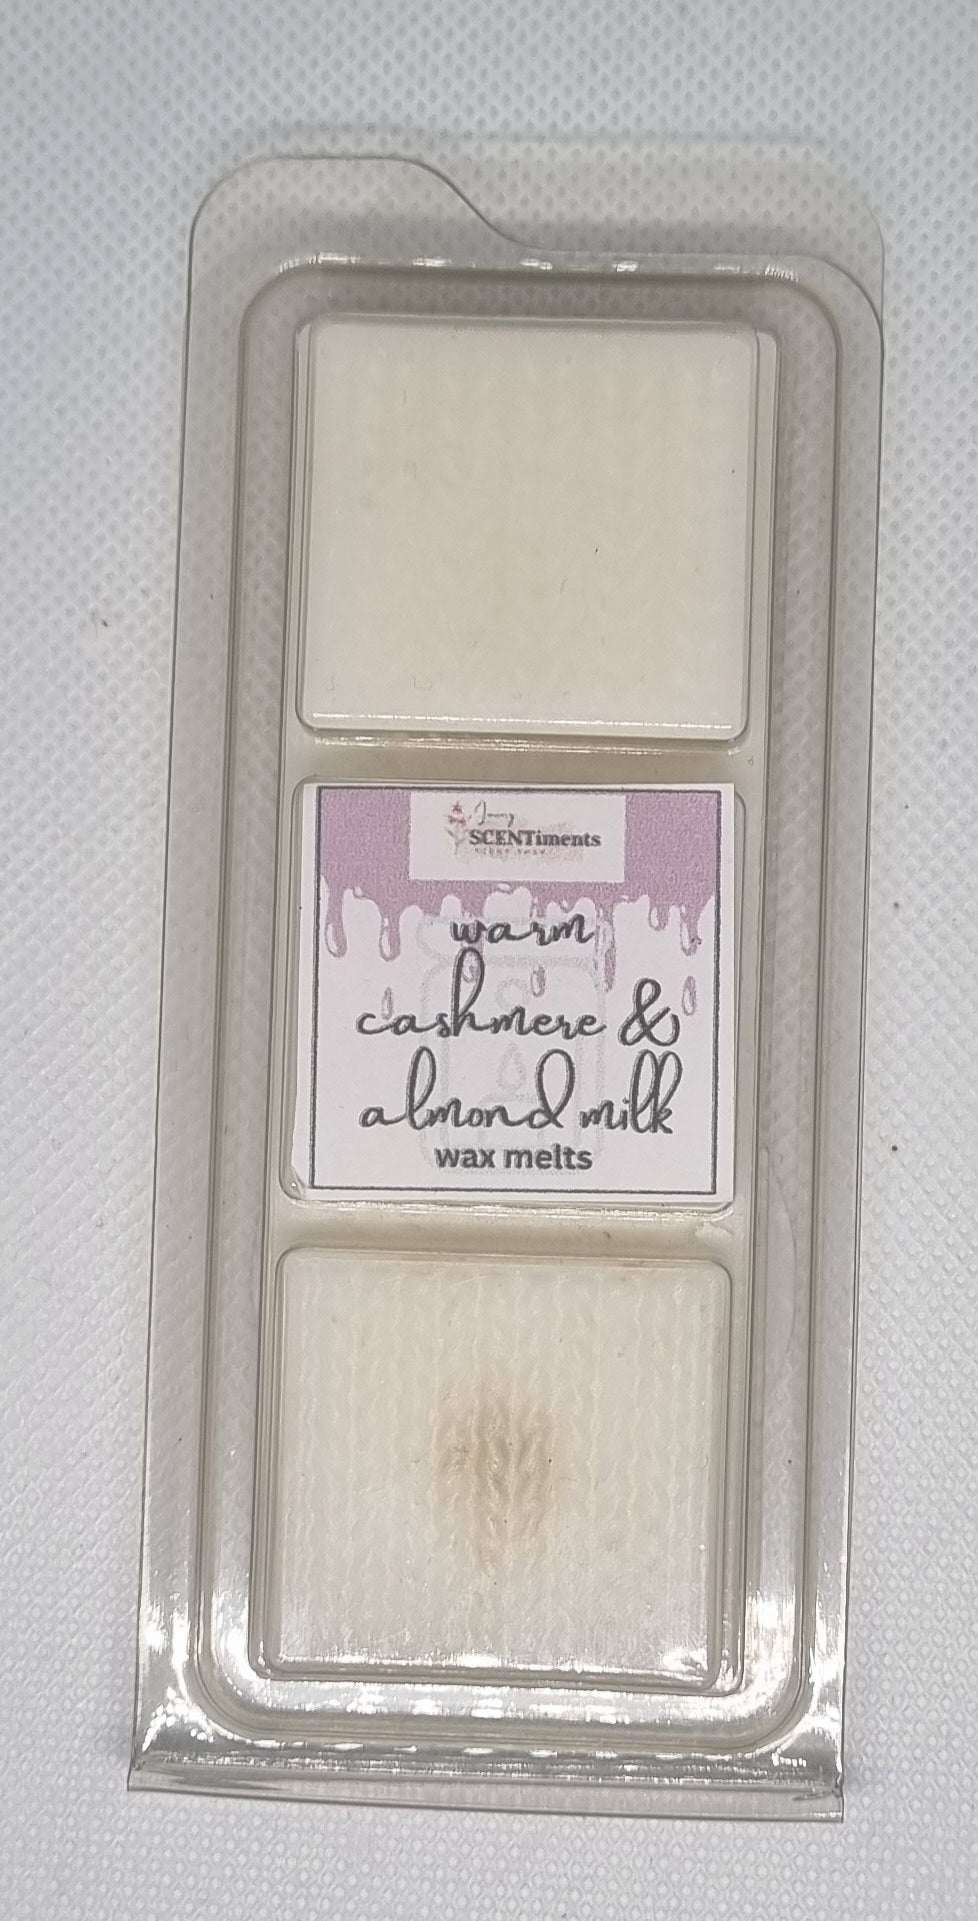 SCENTiments
warm
cashmere &
almond milk
wax melts